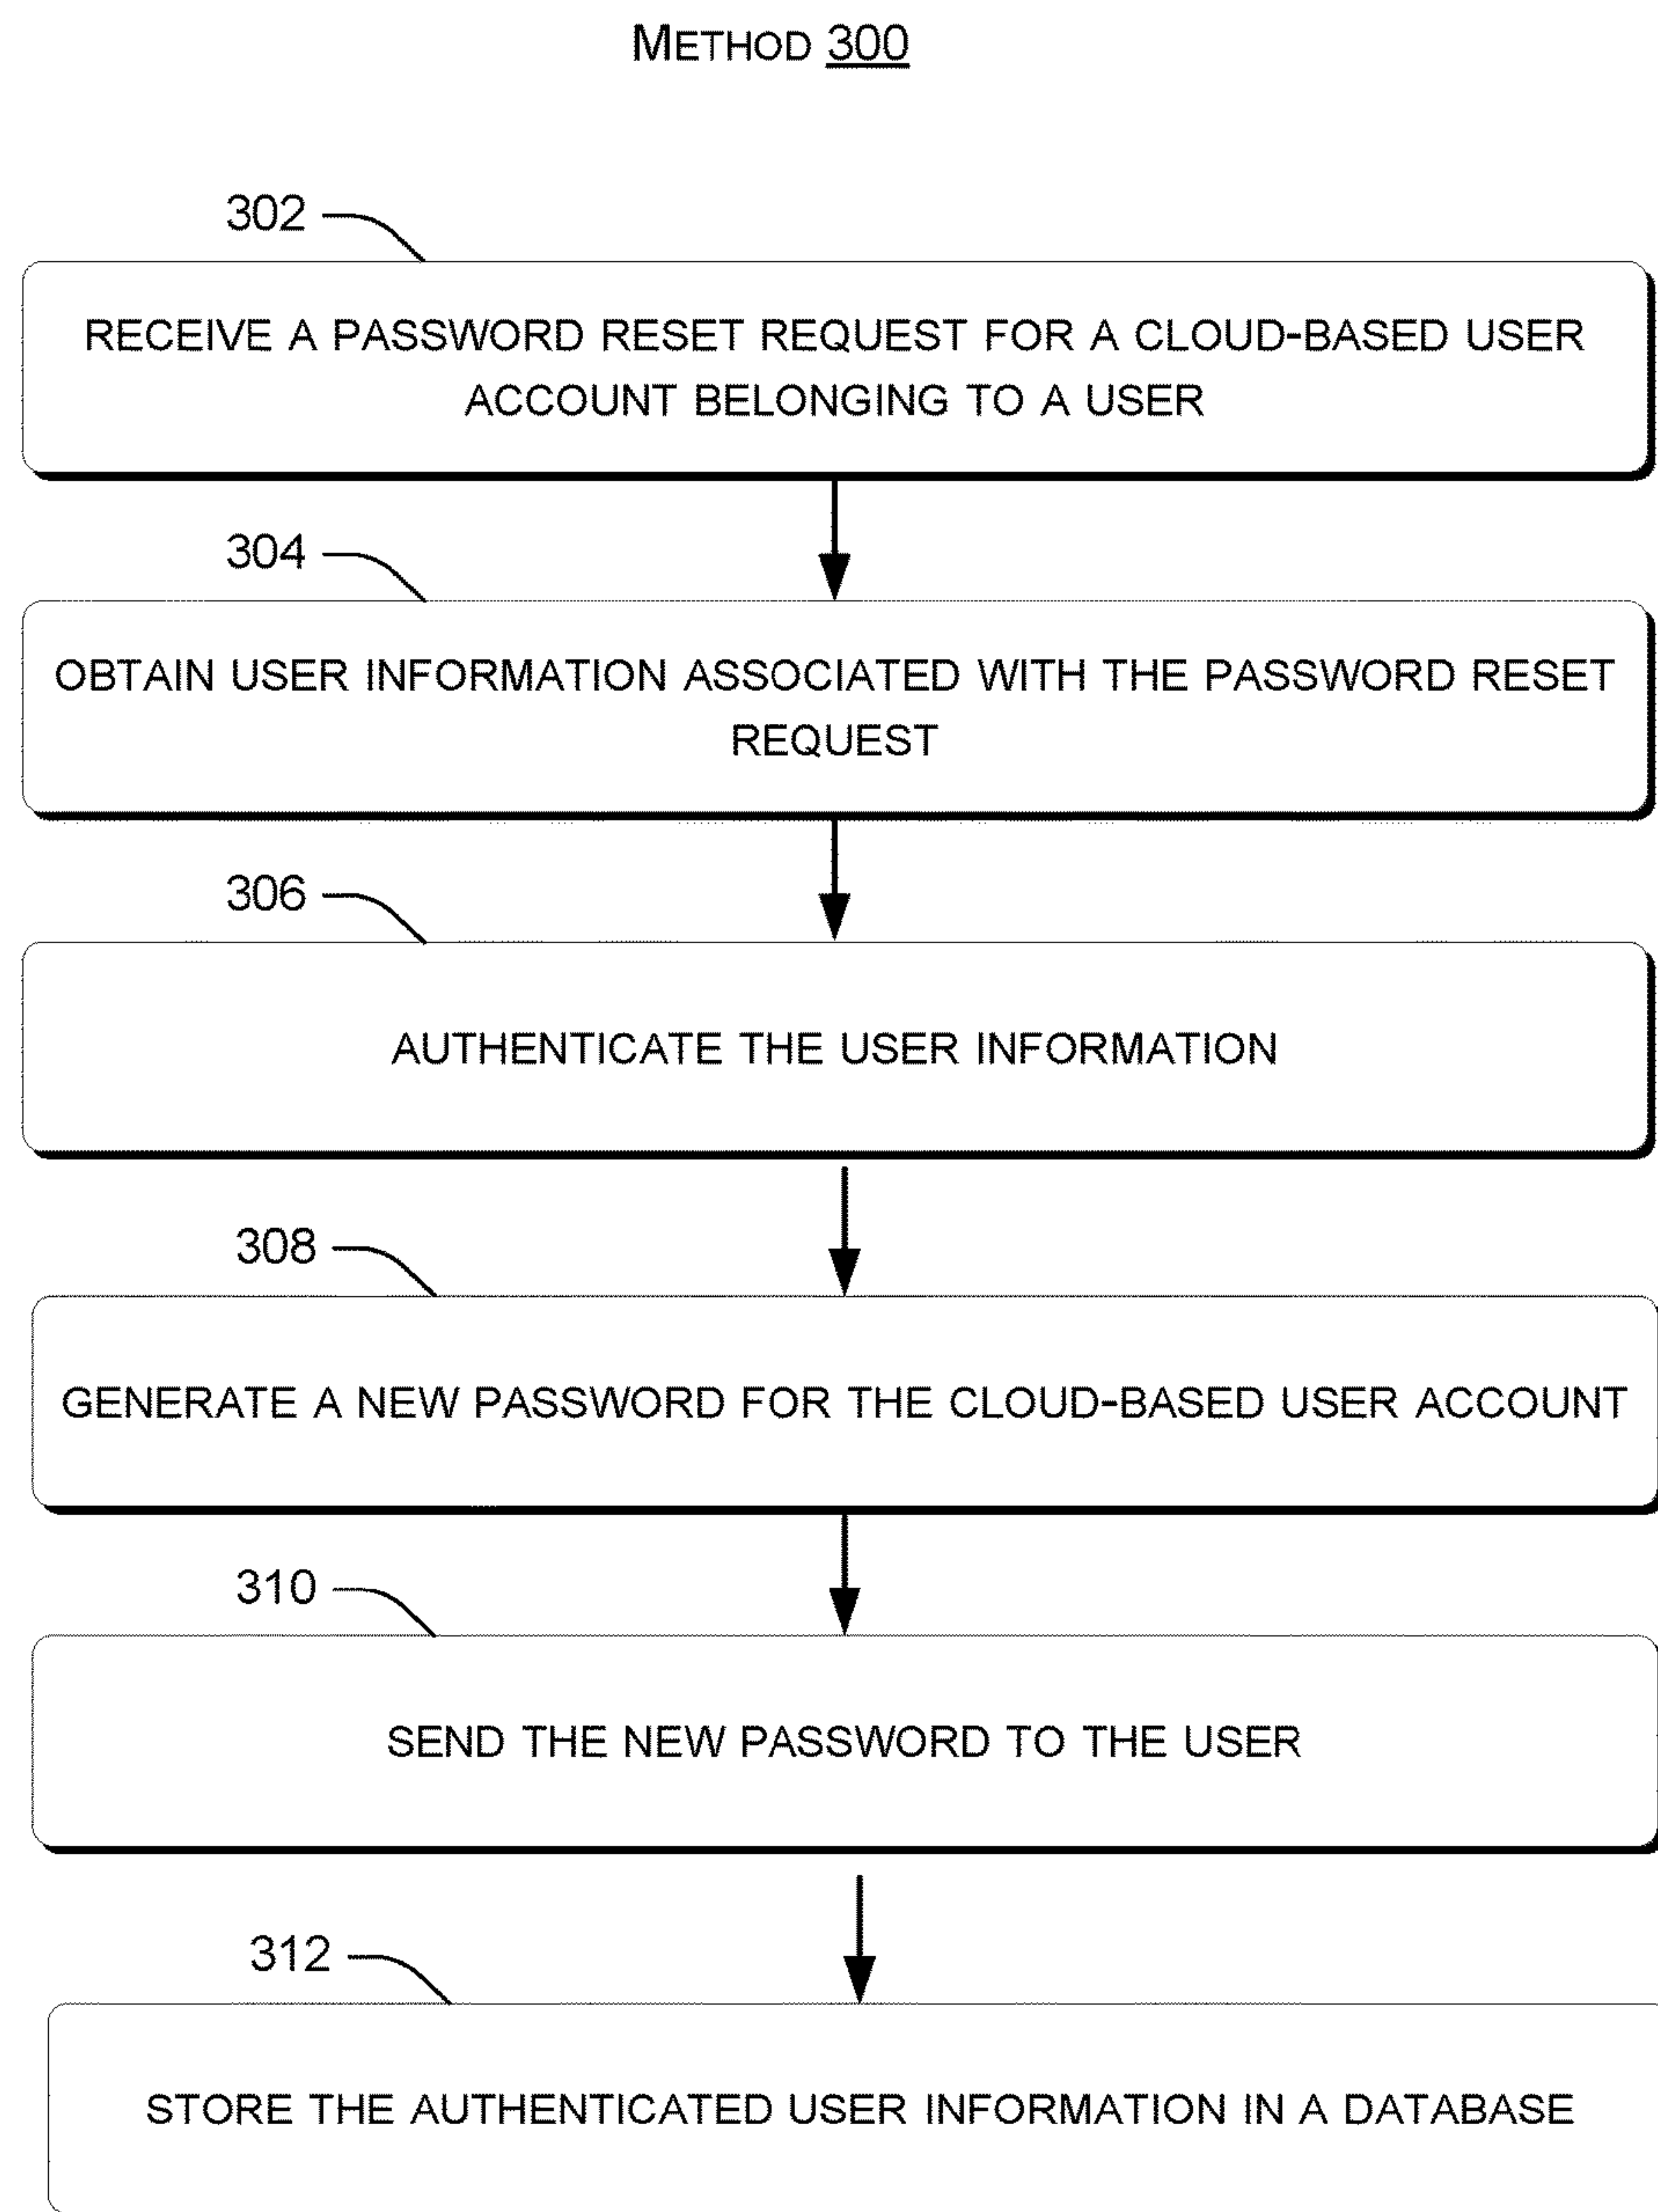 METHOD 300
302
RECEIVE A PASSWORD RESET REQUEST FOR A CLOUD-BASED USER
ACCOUNT BELONGING TO A USER
304
OBTAIN USER INFORMATION ASSOCIATED WITH THE PASSWORD RESET
REQUEST
306
AUTHENTICATE THE USER INFORMATION
308
GENERATE A NEW PASSWORD FOR THE CLOUD-BASED USER ACCOUNT
310
SEND THE NEW PASSWORD TO THE USER
312
STORE THE AUTHENTICATED USER INFORMATION IN A DATABASE